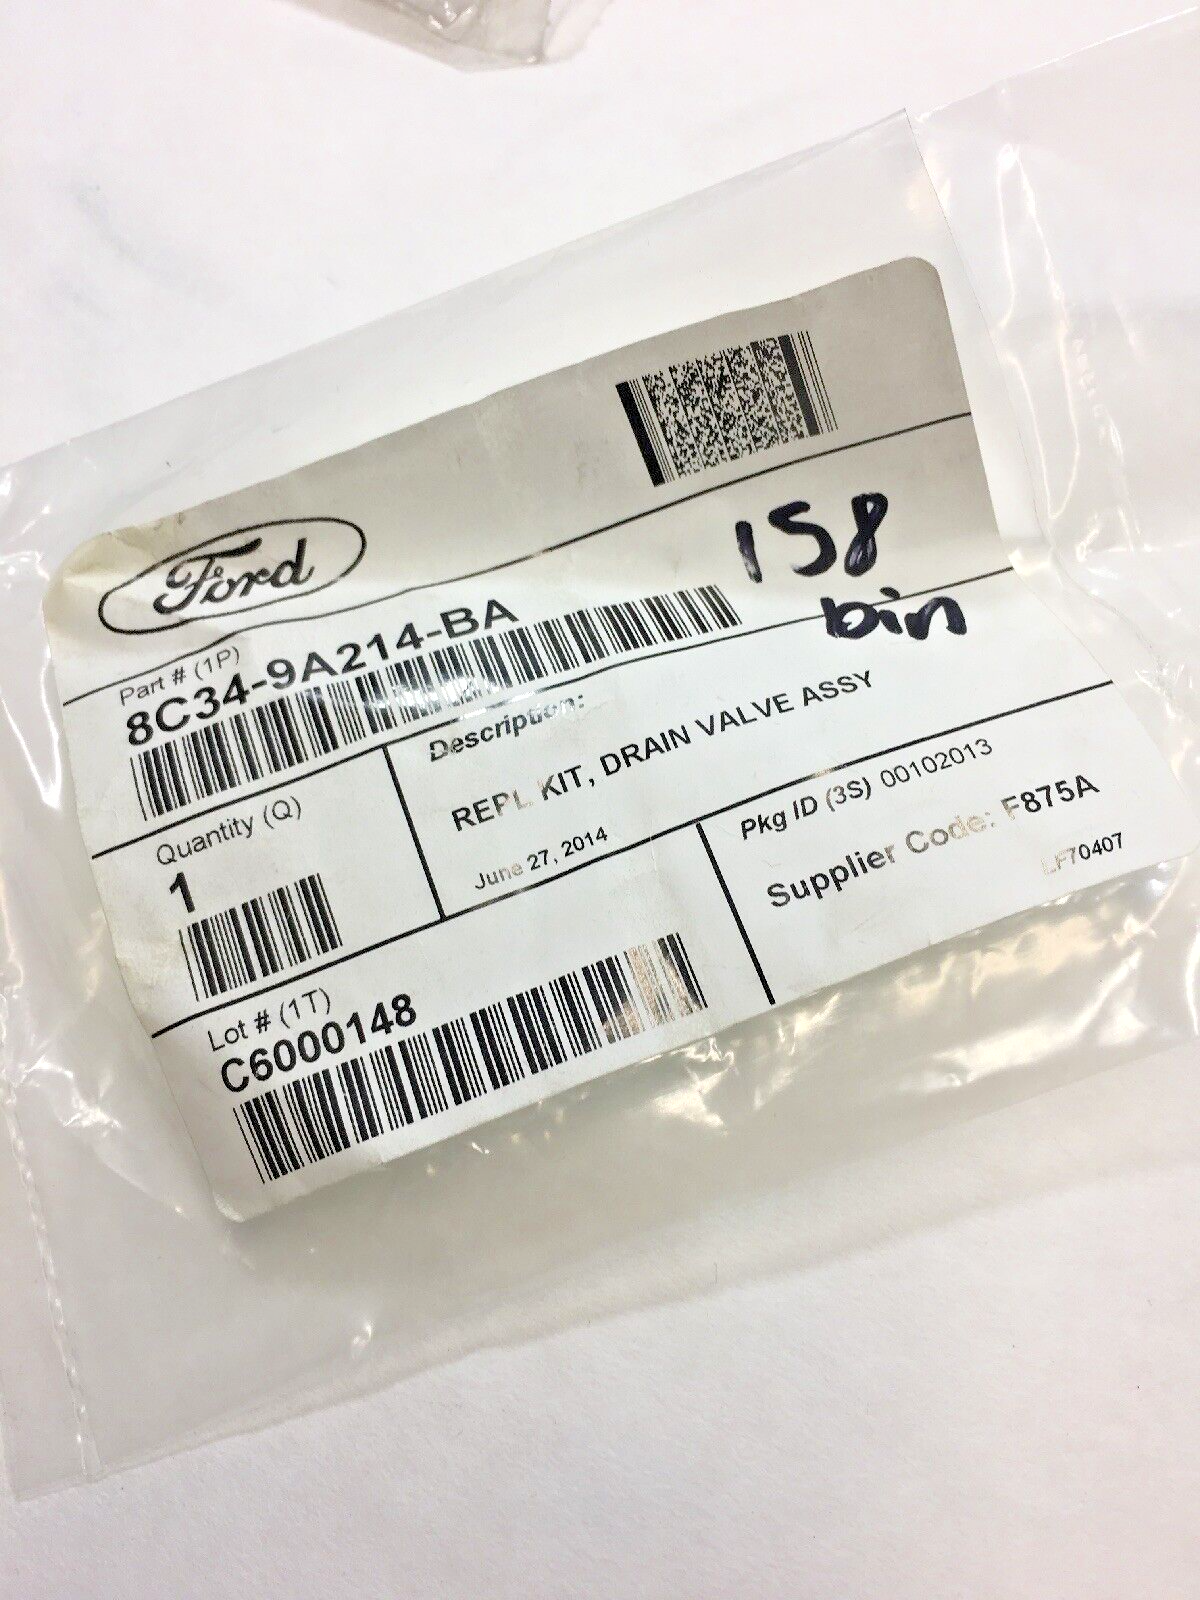 Ford
158
bin
Part # (1P)
8C34-9A214-BA
Quantity (Q)
1
Description:
REPL KIT, DRAIN VALVE ASSY
June 27, 2014
Pkg ID (3S) 00102013
Supplier Code: F875A
LF70407
Lot # (1T)
C6000148